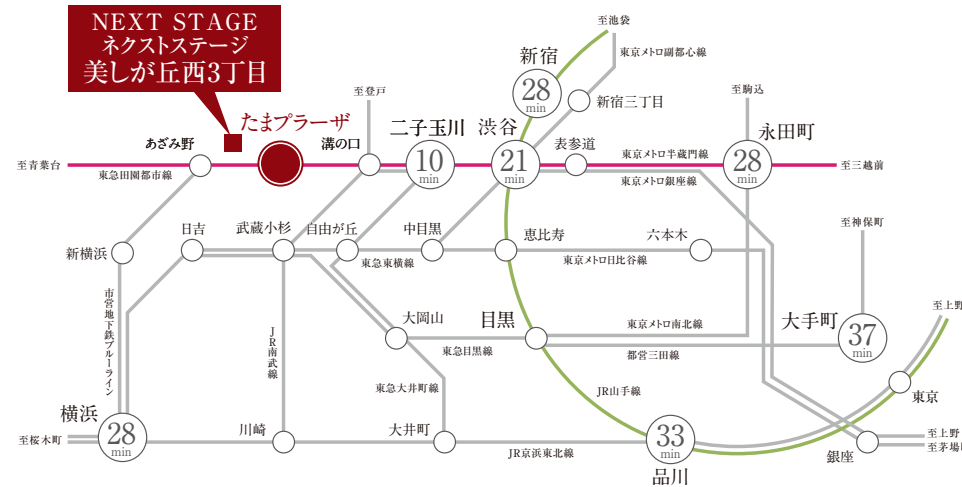 NEXT STAGE
ネクストステージ
美しが丘西3丁目
至池袋
東京メトロ副都心線
新宿
28
min
新宿三丁目
至登戸
至駒込
あざみ野
たまプラーザ
溝の口
二子玉川
渋谷
表参道
永田町
東京メトロ半蔵門線
至青葉台
東急田園都市線
10
min
21
min
東京メトロ銀座線
28
min
至三越前
至神保町
日吉
武蔵小杉
自由が丘
中目黒
恵比寿
六本木
新横浜
東急東横線
東京メトロ日比谷線
市営地下鉄ブルーライン
JR南武線
大岡山
目黒
東京メトロ南北線
大手町
37
min
至上野
東急目黒線
都営三田線
東急大井町線
JR山手線
東京
横浜
28
min
至桜木町
川崎
大井町
JR京浜東北線
33
min
品川
銀座
至上野
至茅場